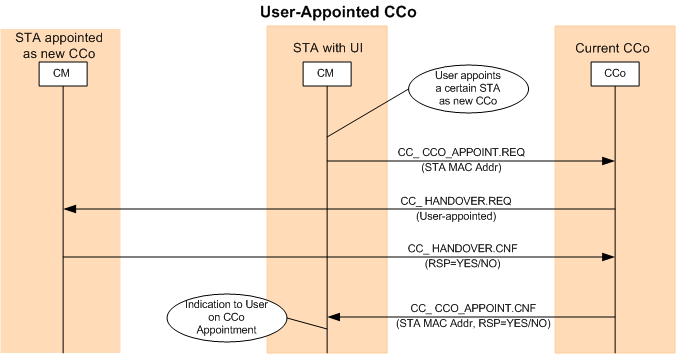 User-Appointed CCo
STA appointed
as new CCo
STA with UI
Current CCo
CM
CM
CCo
User appoints
a certain STA
as new CCo
CC_ CCO_APPOINT.REQ
(STA MAC Addr)
CC_ HANDOVER.REQ
(User-appointed)
CC_ HANDOVER.CNF
(RSP=YES/NO)
Indication to User
on CCo
Appointment
CC_ CCO_APPOINT.CNF
(STA MAC Addr, RSP=YES/NO)